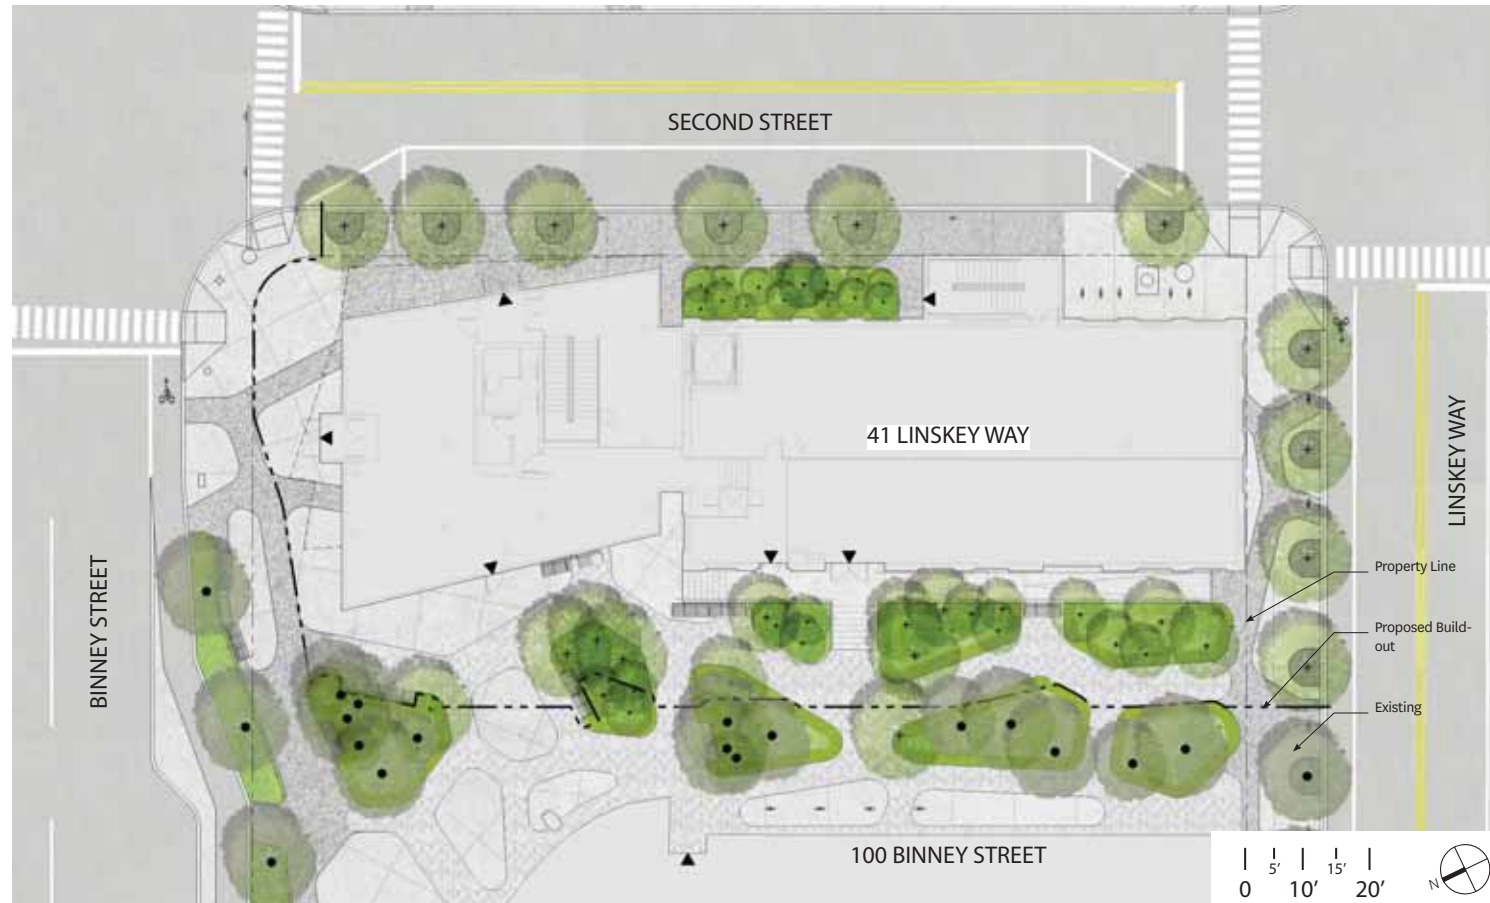 SECOND STREET
41 LINSKEY WAY
LINSKEY WAY
BINNEY STREET
Property Line
Proposed Build-
out
Existing
100 BINNEY STREET
5' 15'
0 10' 20'
N